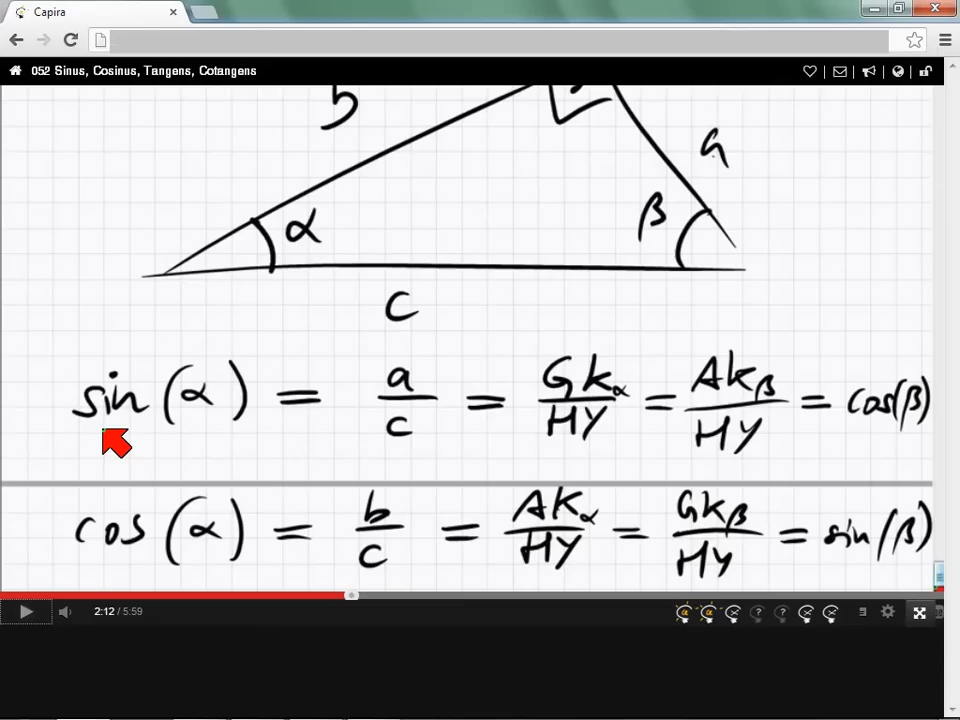 Capira
052 Sinus, Cosinus, Tangens, Cotangens
b
a
α
β
c
sin(α) = a/c = GKα/HY = AKβ/HY = cos(β)
cos(α) = b/c = AKα/HY = GKβ/HY = sin(β)
2:12 / 5:59